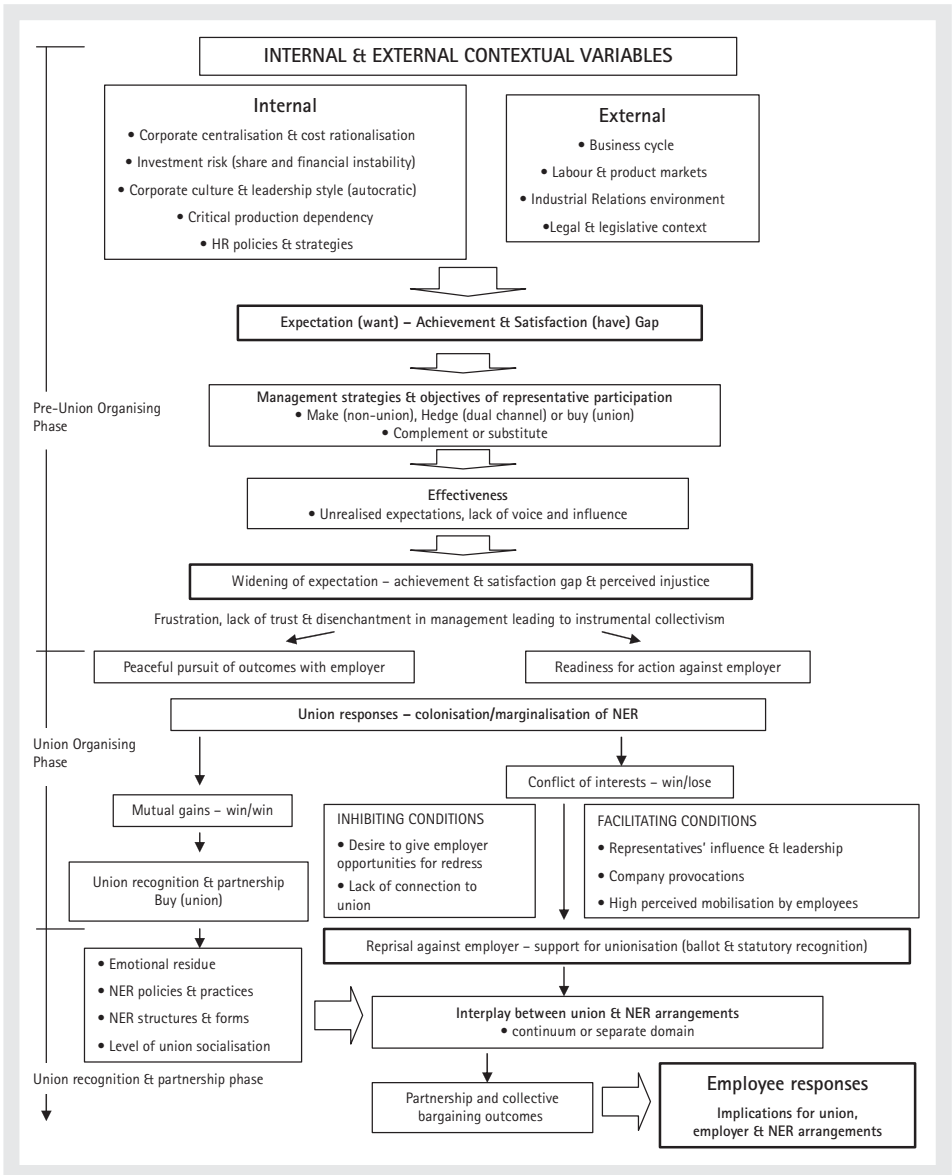 INTERNAL & EXTERNAL CONTEXTUAL VARIABLES
Internal
• Corporate centralisation & cost rationalisation
• Investment risk (share and financial instability)
• Corporate culture & leadership style (autocratic)
• Critical production dependency
• HR policies & strategies
External
• Business cycle
• Labour & product markets
• Industrial Relations environment
•Legal & legislative context
Expectation (want) – Achievement & Satisfaction (have) Gap
Pre-Union Organising
Phase
Management strategies & objectives of representative participation
• Make (non-union), Hedge (dual channel) or buy (union)
• Complement or substitute
Effectiveness
• Unrealised expectations, lack of voice and influence
Widening of expectation – achievement & satisfaction gap & perceived injustice
Frustration, lack of trust & disenchantment in management leading to instrumental collectivism
Peaceful pursuit of outcomes with employer
Readiness for action against employer
Union responses – colonisation/marginalisation of NER
Union Organising
Phase
Conflict of interests – win/lose
Mutual gains – win/win
INHIBITING CONDITIONS
• Desire to give employer
opportunities for redress
• Lack of connection to
union
FACILITATING CONDITIONS
• Representatives' influence & leadership
• Company provocations
• High perceived mobilisation by employees
Union recognition & partnership
Buy (union)
Reprisal against employer – support for unionisation (ballot & statutory recognition)
• Emotional residue
• NER policies & practices
• NER structures & forms
• Level of union socialisation
Interplay between union & NER arrangements
• continuum or separate domain
Union recognition & partnership phase
Partnership and collective
bargaining outcomes
Employee responses
Implications for union,
employer & NER arrangements